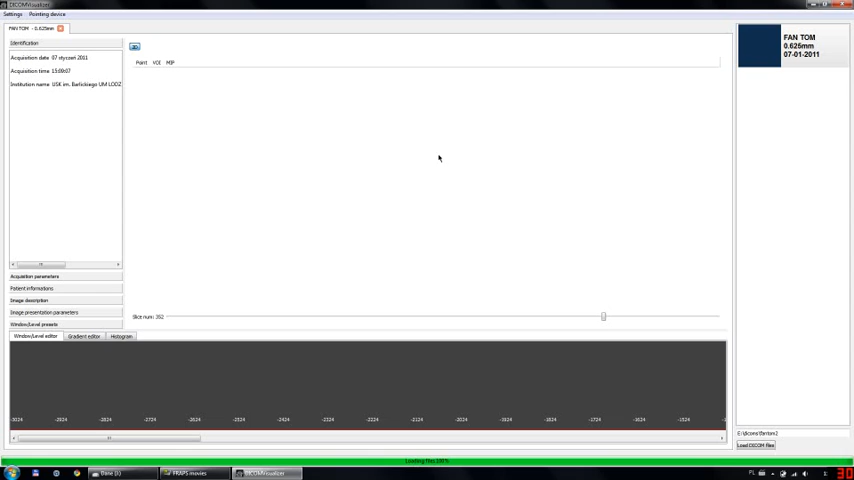 DICOMVisualizer
Settings Pointing device
FAN TOM - 0.625mm
Identification
Acquisition date 07 styczeń 2011
Acquisition time 15:09:07
Institution name USK im. Barlickiego UM LODZ
Acquisition parameters
Patient informations
Image description
Image presentation parameters
Window/Level presets
3D
Point VOI MIP
Slice num: 352
Window/Level editor Gradient editor Histogram
-3024 -2924 -2824 -2724 -2624 -2524 -2424 -2324 -2224 -2124 -2024 -1924 -1824 -1724 -1624 -1524
FAN TOM
0.625mm
07-01-2011
E:\dicoms\fantom2
Load DICOM files
Loading files 100%
Dane (J:) FRAPS movies DICOMVisualizer PL 30